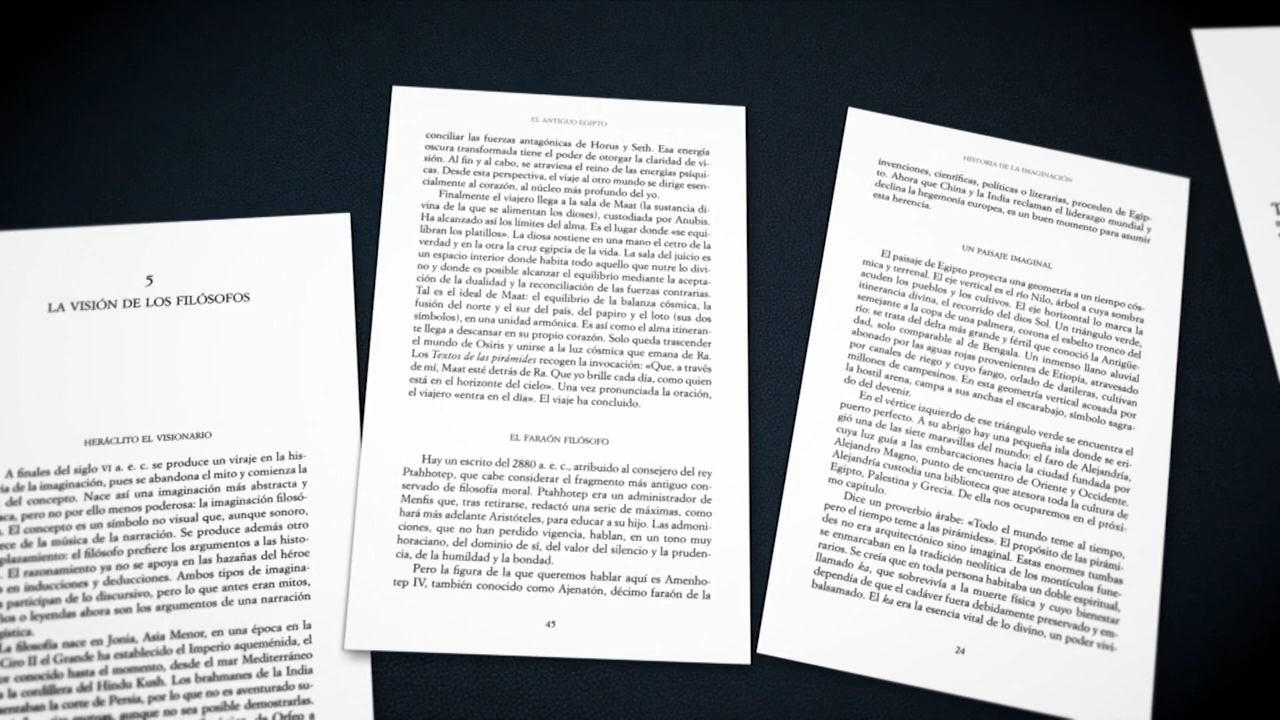 5
LA VISIÓN DE LOS FILÓSOFOS
HERÁCLITO EL VISIONARIO
A finales del siglo VI a. e. c. se produce un viraje en la his-
de la imaginación, pues se abandona el mito y comienza la
del concepto. Nace así una imaginación más abstracta y
pero no por ello menos poderosa: la imaginación filosó-
El concepto es un símbolo no visual que, aunque sonoro,
de la música de la narración. Se produce además otro
el filósofo prefiere los argumentos a las histo-
El razonamiento ya no se apoya en las hazañas del héroe
en inducciones y deducciones. Ambos tipos de imagina-
participan de lo discursivo, pero lo que antes eran mitos,
o leyendas ahora son los argumentos de una narración
La filosofía nace en Jonia, Asia Menor, en una época en la
Ciro II el Grande ha establecido el Imperio aqueménida, el
conocido hasta el momento, desde el mar Mediterráneo
la cordillera del Hindu Kush. Los brahmanes de la India
la corte de Persia, por lo que no es aventurado su-
mutuas, aunque no sea posible demostrarlas.
de Orfeo a
EL ANTIGUO EGIPTO
conciliar las fuerzas antagónicas de Horus y Seth. Esa energía
oscura transformada tiene el poder de otorgar la claridad de vi-
sión. Al fin y al cabo, se atraviesa el reino de las energías psíqui-
cas. Desde esta perspectiva, el viaje al otro mundo se dirige esen-
cialmente al corazón, al núcleo más profundo del yo.
Finalmente el viajero llega a la sala de Maat (la sustancia di-
vina de la que se alimentan los dioses), custodiada por Anubis.
Ha alcanzado así los límites del alma. Es el lugar donde «se equi-
libran los platillos». La diosa sostiene en una mano el cetro de la
verdad y en la otra la cruz egipcia de la vida. La sala del juicio es
un espacio interior donde habita todo aquello que nutre lo divi-
no y donde es posible alcanzar el equilibrio mediante la acepta-
ción de la dualidad y la reconciliación de las fuerzas contrarias.
Tal es el ideal de Maat: el equilibrio de la balanza cósmica, la
fusión del norte y el sur del país, del papiro y el loto (sus dos
símbolos), en una unidad armónica. Es así como el alma itineran-
te llega a descansar en su propio corazón. Solo queda trascender
el mundo de Osiris y unirse a la luz cósmica que emana de Ra.
Los Textos de las pirámides recogen la invocación: «Que, a través
de mí, Maat esté detrás de Ra. Que yo brille cada día, como quien
está en el horizonte del cielo». Una vez pronunciada la oración,
el viajero «entra en el día». El viaje ha concluido.
EL FARAÓN FILÓSOFO
Hay un escrito del 2880 a. e. c., atribuido al consejero del rey
Ptahhotep, que cabe considerar el fragmento más antiguo con-
servado de filosofía moral. Ptahhotep era un administrador de
Menfis que, tras retirarse, redactó una serie de máximas, como
hará más adelante Aristóteles, para educar a su hijo. Las admoni-
ciones, que no han perdido vigencia, hablan, en un tono muy
horaciano, del dominio de sí, del valor del silencio y la pruden-
cia, de la humildad y la bondad.
Pero la figura de la que queremos hablar aquí es Amenho-
tep IV, también conocido como Ajenatón, décimo faraón de la
45
HISTORIA DE LA IMAGINACIÓN
invenciones, científicas, políticas o literarias, proceden de Egip-
to. Ahora que China y la India reclaman el liderazgo mundial y
declina la hegemonía europea, es un buen momento para asumir
esta herencia.
UN PAISAJE IMAGINAL
El paisaje de Egipto proyecta una geometría a un tiempo cós-
mica y terrenal. El eje vertical es el río Nilo, árbol a cuya sombra
acuden los pueblos y los cultivos. El eje horizontal lo marca la
itinerancia divina, el recorrido del dios Sol. Un triángulo verde,
semejante a la copa de una palmera, corona el esbelto tronco del
río: se trata del delta más grande y fértil que conoció la Antigüe-
dad, solo comparable al de Bengala. Un inmenso llano aluvial
abonado por las aguas rojas provenientes de Etiopía, atravesado
por canales de riego y cuyo fango, orlado de datileras, cultivan
millones de campesinos. En esta geometría vertical acosada por
la hostil arena, campa a sus anchas el escarabajo, símbolo sagra-
do del devenir.
En el vértice izquierdo de ese triángulo verde se encuentra el
puerto perfecto. A su abrigo hay una pequeña isla donde se eri-
gió una de las siete maravillas del mundo: el faro de Alejandría,
cuya luz guía a las embarcaciones hacia la ciudad fundada por
Alejandro Magno, punto de encuentro de Oriente y Occidente.
Alejandría custodia una biblioteca que atesora toda la cultura de
Egipto, Palestina y Grecia. De ella nos ocuparemos en el próxi-
mo capítulo.
Dice un proverbio árabe: «Todo el mundo teme al tiempo,
pero el tiempo teme a las pirámides». El propósito de las pirámi-
des no era arquitectónico sino imaginal. Estas enormes tumbas
se enmarcaban en la tradición neolítica de los montículos fune-
rarios. Se creía que en toda persona habitaba un doble espiritual,
llamado ka, que sobrevivía a la muerte física y cuyo bienestar
dependía de que el cadáver fuera debidamente preservado y em-
balsamado. El ka era la esencia vital de lo divino, un poder vivi-
24